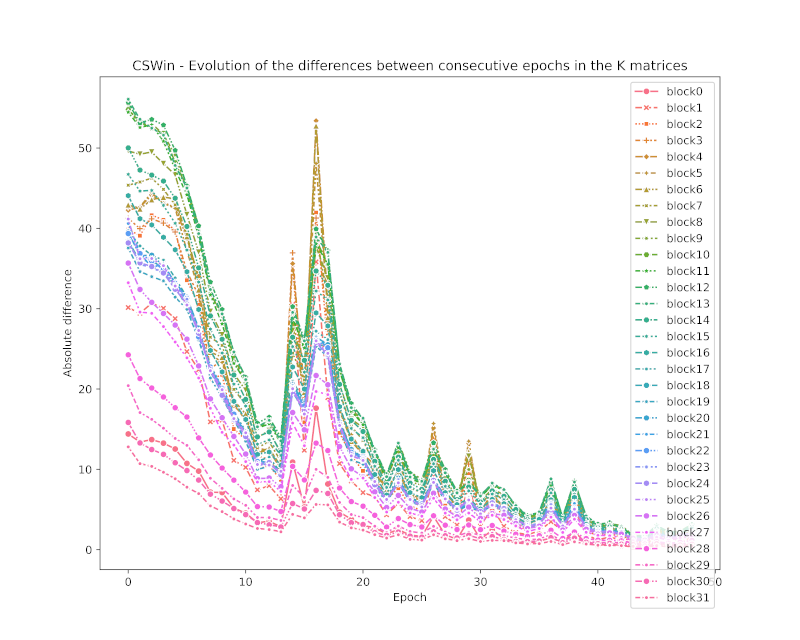 CSWin - Evolution of the differences between consecutive epochs in the K matrices
Absolute difference
50
40
30
20
10
0
0
10
20
30
40
Epoch
block0
block1
block2
block3
block4
block5
block6
block7
block8
block9
block10
block11
block12
block13
block14
block15
block16
block17
block18
block19
block20
block21
block22
block23
block24
block25
block26
block27
block28
block29
block30
block31